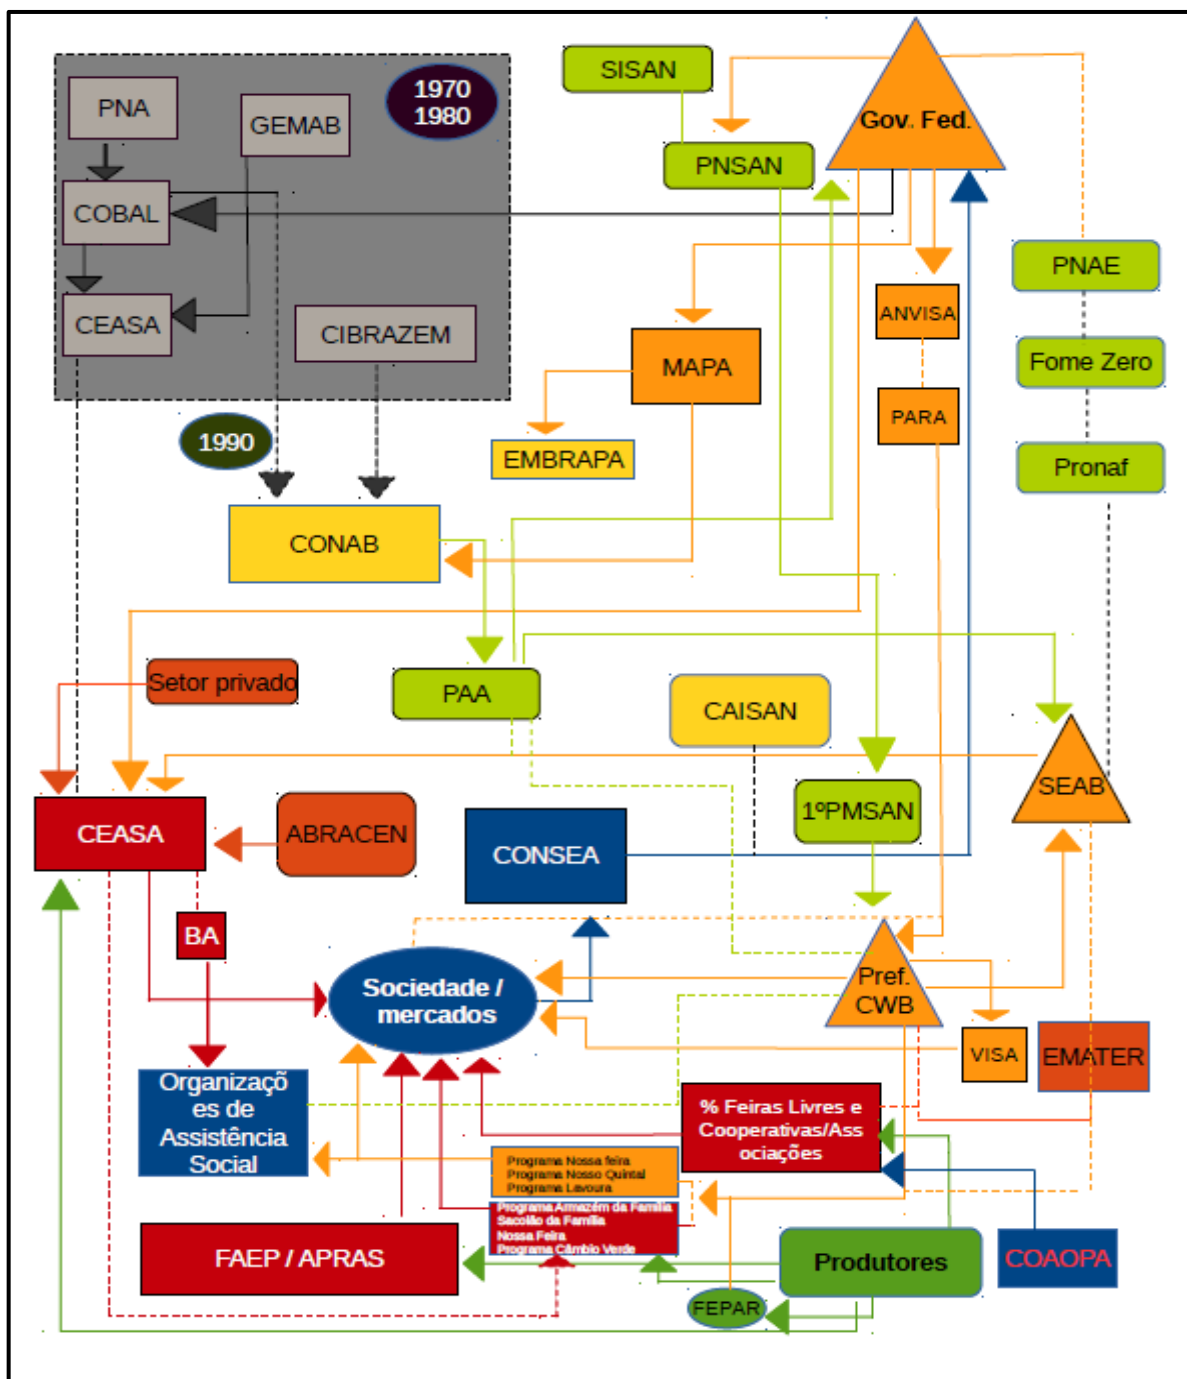 SISAN
1970
1980
PNA
GEMAB
Gov. Fed.
PNSAN
COBAL
PNAE
CEASA
CIBRAZEM
ANVISA
Fome Zero
MAPA
PARA
1990
EMBRAPA
Pronaf
CONAB
Setor privado
PAA
CAISAN
SEAB
1ºPMSAN
CEASA
ABRACEN
CONSEA
BA
Sociedade /
mercados
Pref.
CWB
VISA
EMATER
Organizaçõ
es de
Assistência
Social
% Feiras Livres e
Cooperativas/Ass
ociações
Programa Nossa feira
Programa Nosso Quintal
Programa Lavoura
Programa Armazém da Família
Sacolão da Família
Nossa Feira
Programa Câmbio Verde
FAEP / APRAS
Produtores
COAOPA
FEPAR